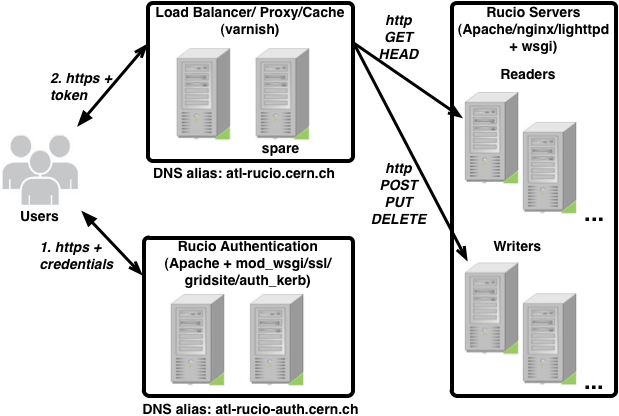 Load Balancer/ Proxy/Cache
(varnish)
spare
DNS alias: atl-rucio.cern.ch
2. https +
token
Users
1. https +
credentials
Rucio Authentication
(Apache + mod_wsgi/ssl/
gridsite/auth_kerb)
DNS alias: atl-rucio-auth.cern.ch
http
GET
HEAD
http
POST
PUT
DELETE
Rucio Servers
(Apache/nginx/lighttpd
+ wsgi)
Readers
...
Writers
...